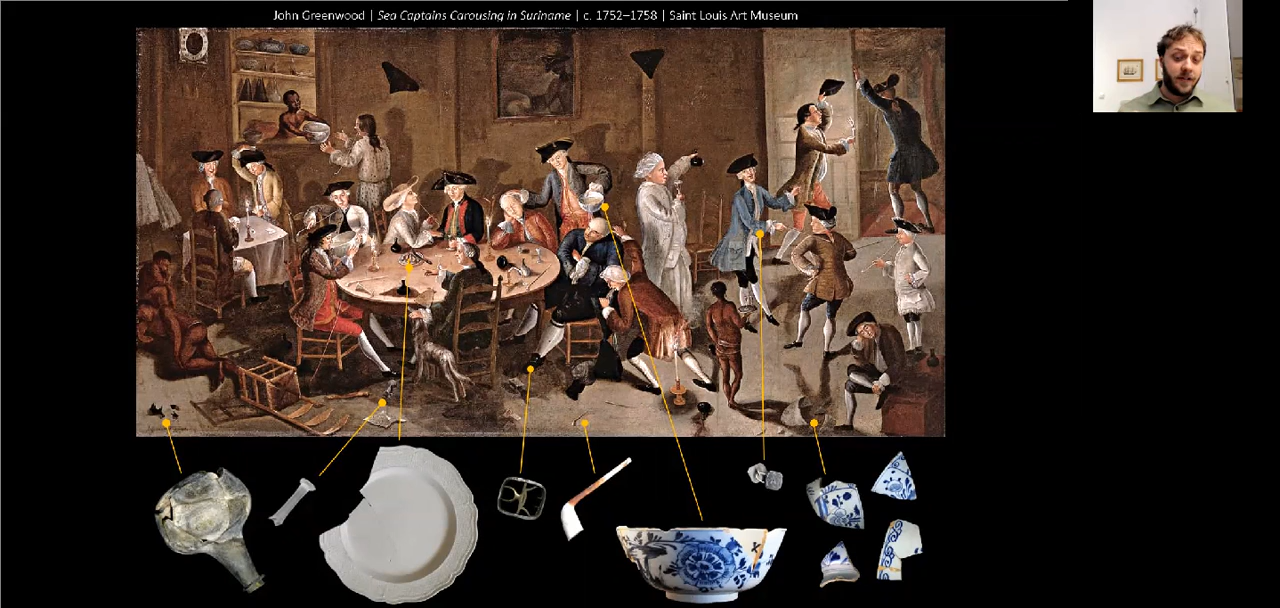 John Greenwood | Sea Captains Carousing in Suriname | c. 1752–1758 | Saint Louis Art Museum